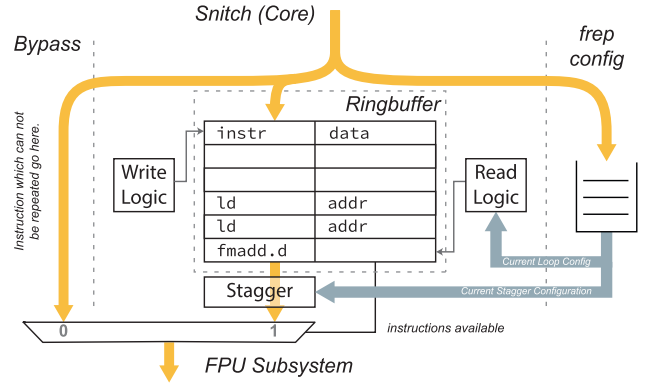 Snitch (Core)
Bypass
frep
config
Ringbuffer
Instruction which can not
be repeated go here.
instr data
Write
Logic
Read
Logic
ld addr
ld addr
fmadd.d
Current Loop Config
Stagger
Current Stagger Configuration
0 1
instructions available
FPU Subsystem